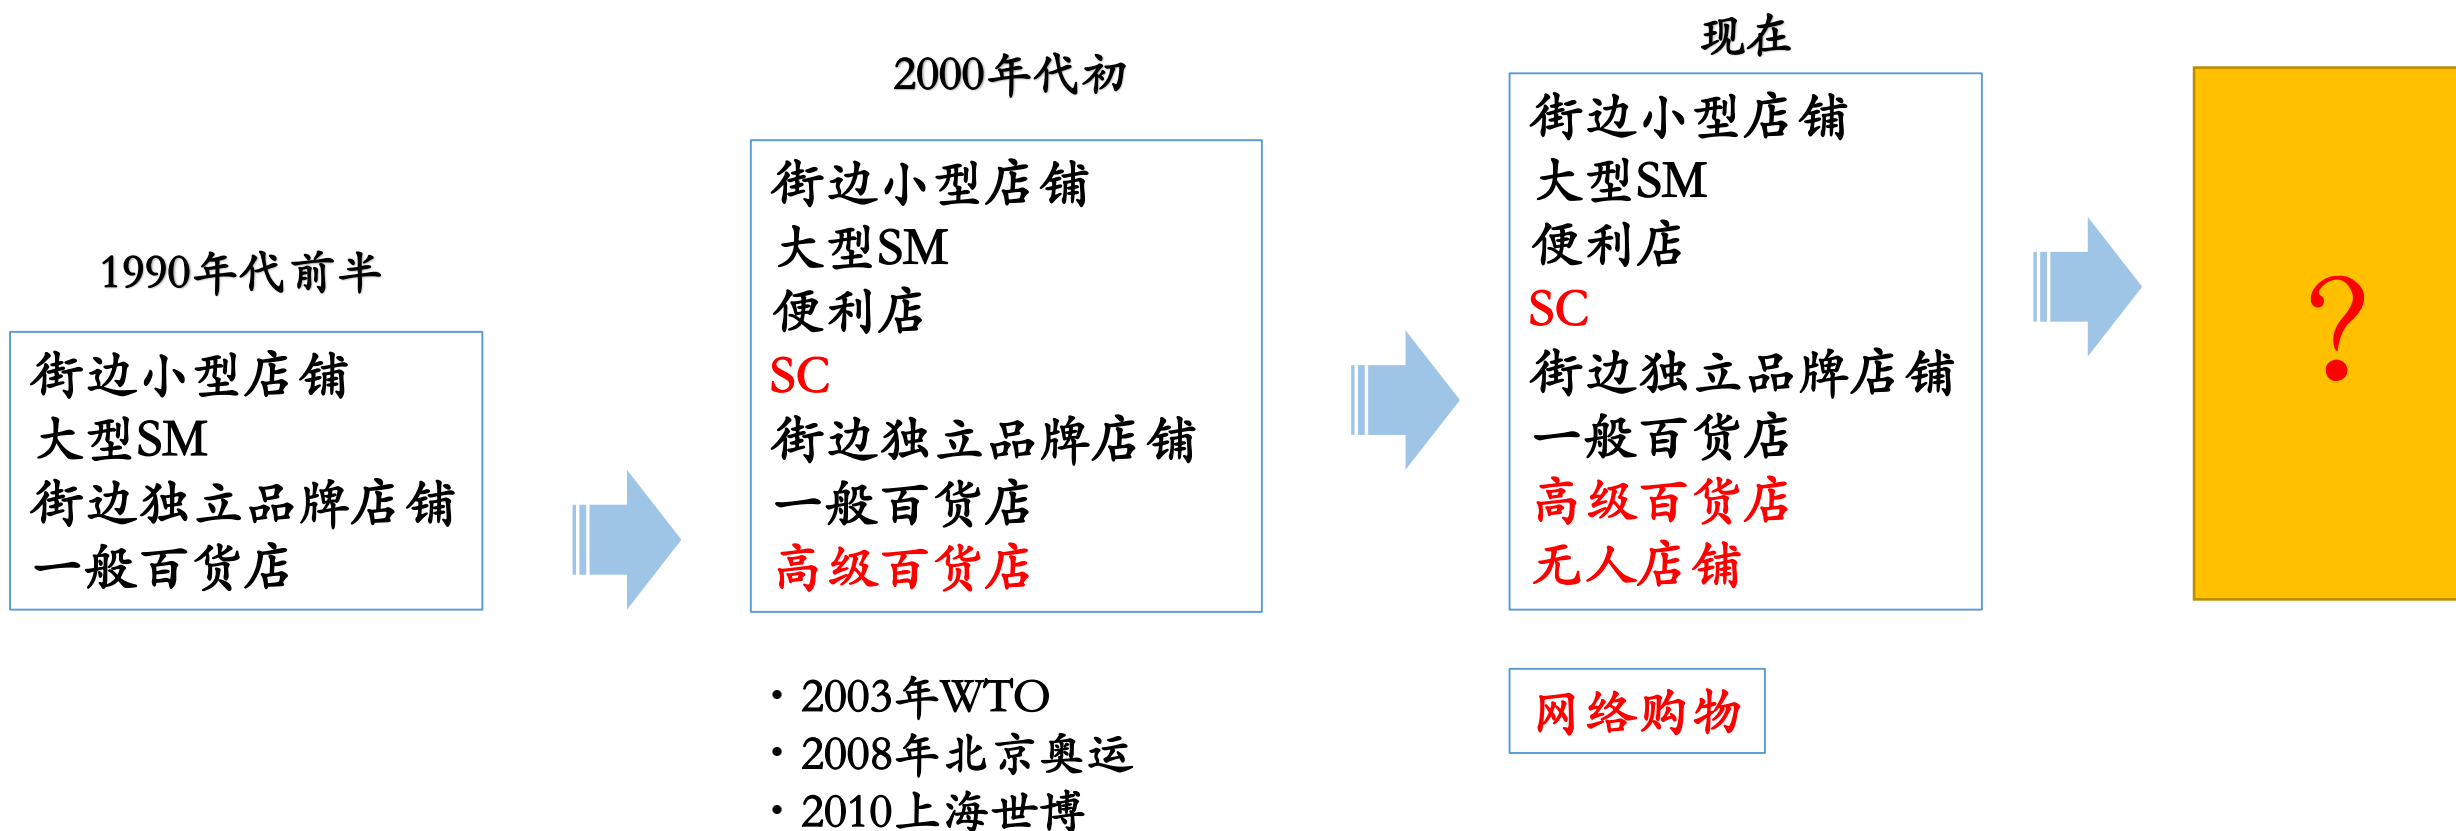 1990年代前半
街边小型店铺
大型SM
街边独立品牌店铺
一般百货店
2000年代初
街边小型店铺
大型SM
便利店
SC
街边独立品牌店铺
一般百货店
高级百货店
・2003年WTO
・2008年北京奥运
・2010上海世博
现在
街边小型店铺
大型SM
便利店
SC
街边独立品牌店铺
一般百货店
高级百货店
无人店铺
网络购物
？